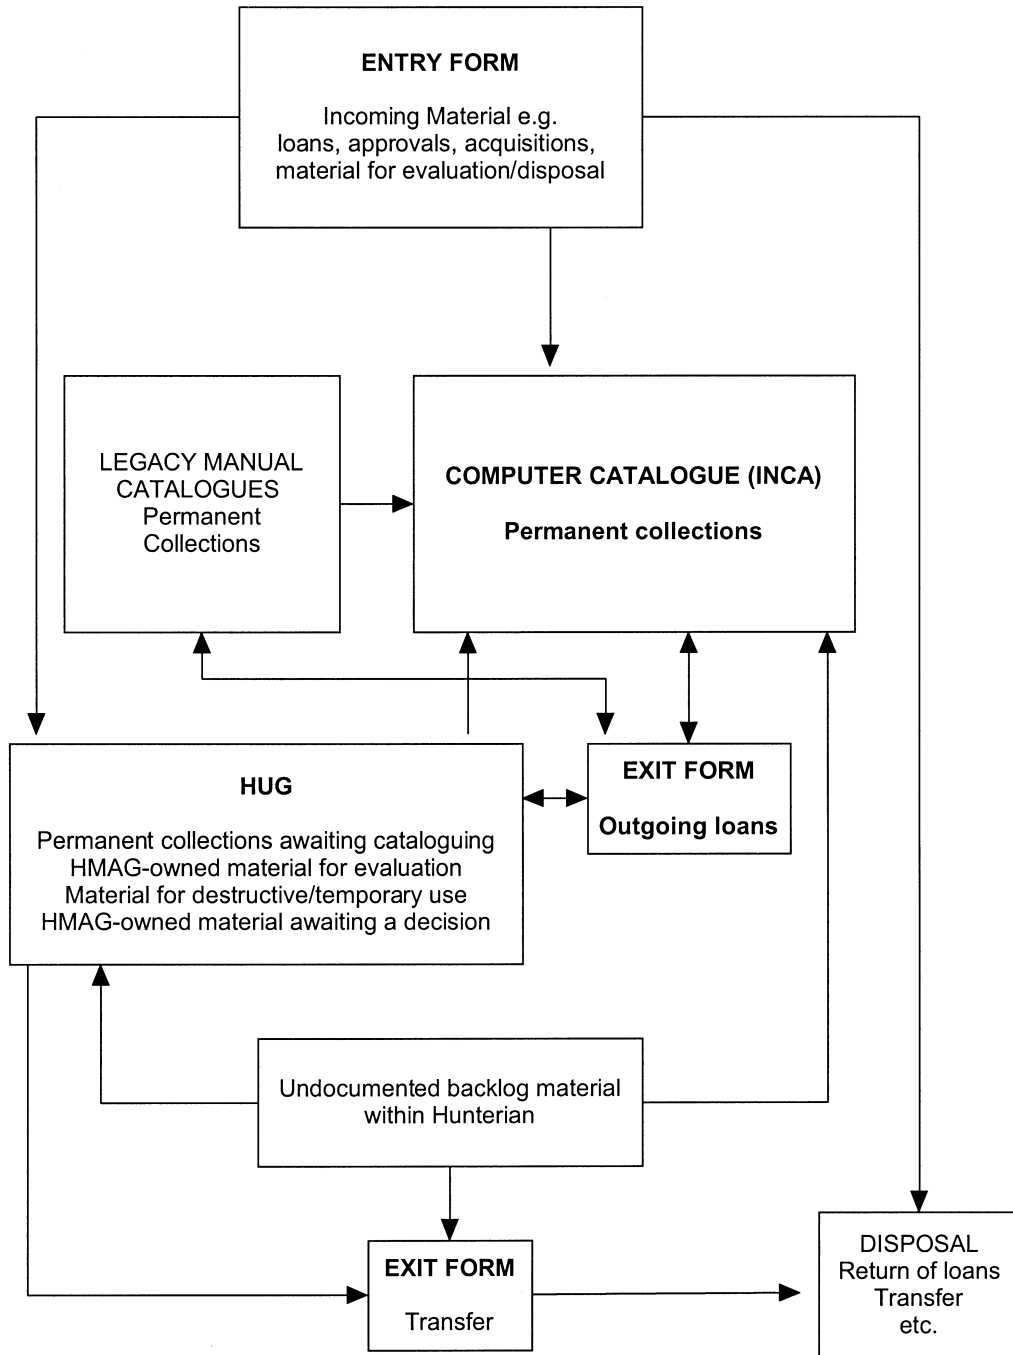 ENTRY FORM
Incoming Material e.g.
loans, approvals, acquisitions,
material for evaluation/disposal
LEGACY MANUAL
CATALOGUES
Permanent
Collections
COMPUTER CATALOGUE (INCA)
Permanent collections
HUG
Permanent collections awaiting cataloguing
HMAG-owned material for evaluation
Material for destructive/temporary use
HMAG-owned material awaiting a decision
EXIT FORM
Outgoing loans
Undocumented backlog material
within Hunterian
EXIT FORM
Transfer
DISPOSAL
Return of loans
Transfer
etc.